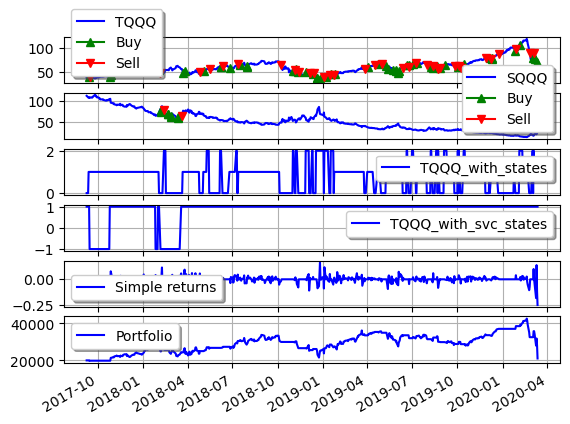 TQQQ
Buy
Sell
100
50
SQQQ
Buy
Sell
100
50
2
0
TQQQ_with_states
1
0
−1
TQQQ_with_svc_states
0.00
−0.25
Simple returns
40000
20000
Portfolio
2017-10 2018-01 2018-04 2018-07 2018-10 2019-01 2019-04 2019-07 2019-10 2020-01 2020-04